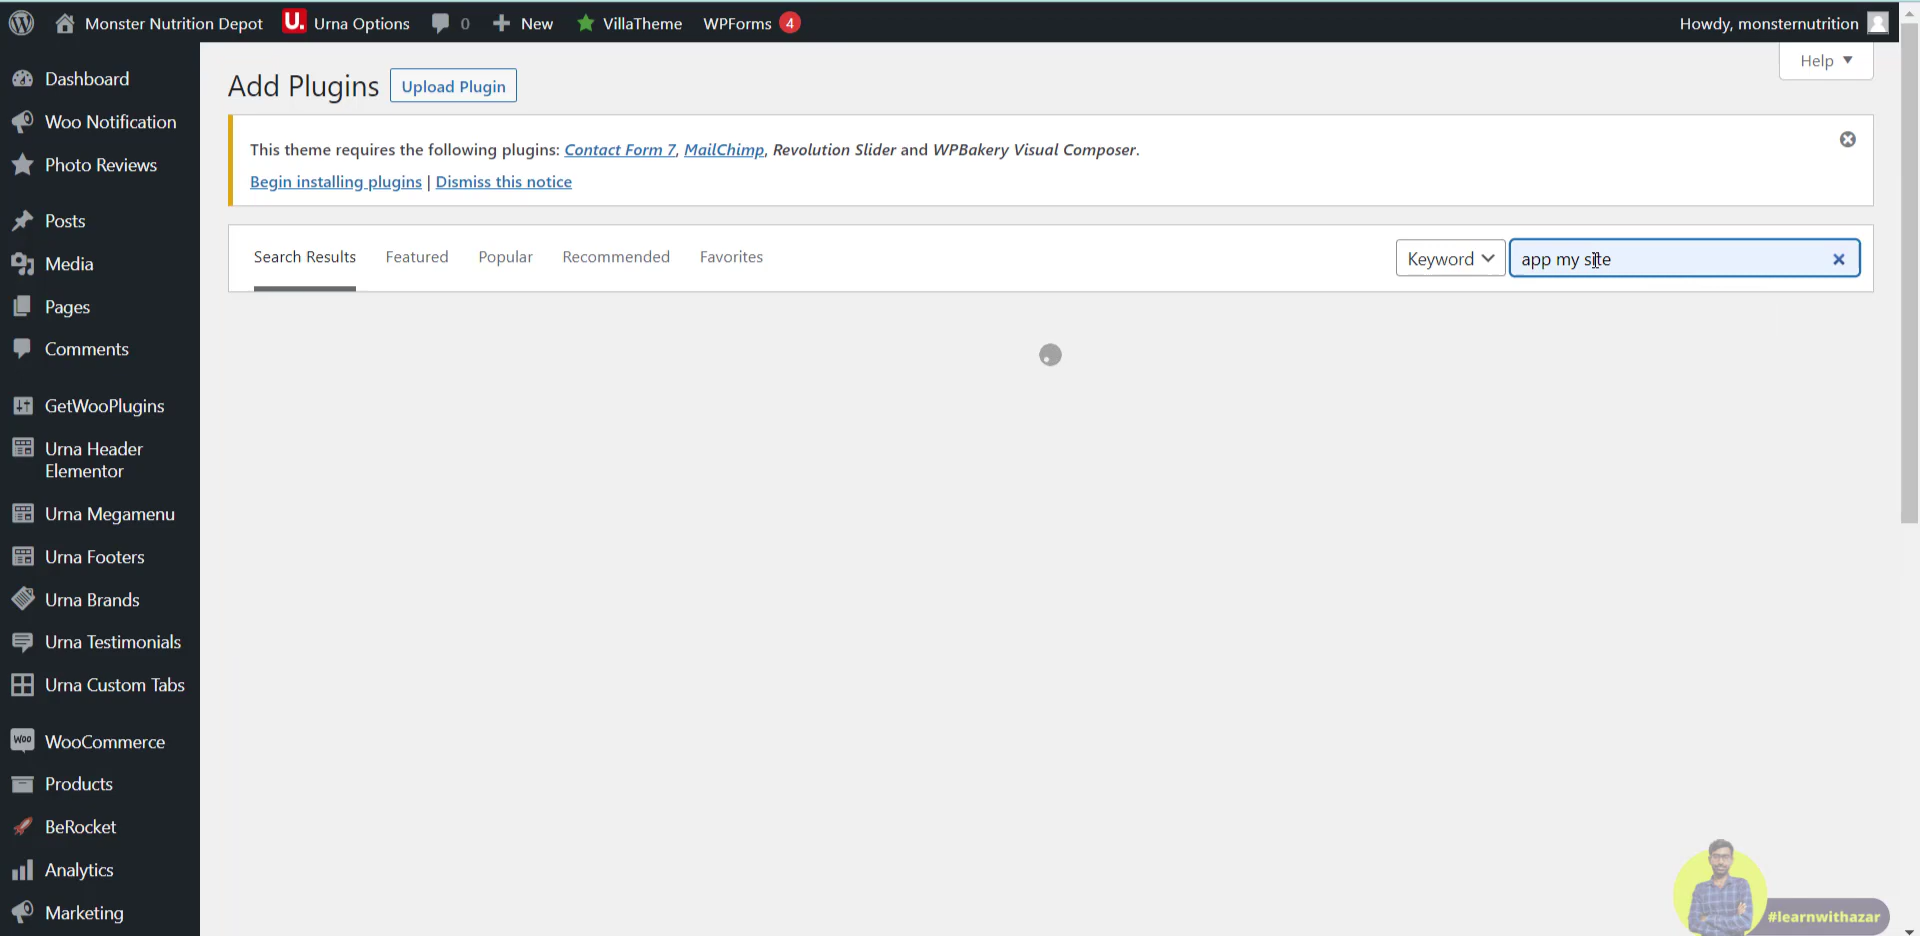 Monster Nutrition Depot
U. Urna Options
0
New
VillaTheme
WPForms 4
Howdy, monsternutrition
Dashboard
Woo Notification
Photo Reviews
Posts
Media
Pages
Comments
GetWooPlugins
Urna Header
Elementor
Urna Megamenu
Urna Footers
Urna Brands
Urna Testimonials
Urna Custom Tabs
Woo WooCommerce
Products
BeRocket
Analytics
Marketing
Help
Add Plugins
Upload Plugin
This theme requires the following plugins: Contact Form 7, MailChimp, Revolution Slider and WPBakery Visual Composer.
Begin installing plugins | Dismiss this notice
Search Results
Featured
Popular
Recommended
Favorites
Keyword
app my site
#learnwithazar